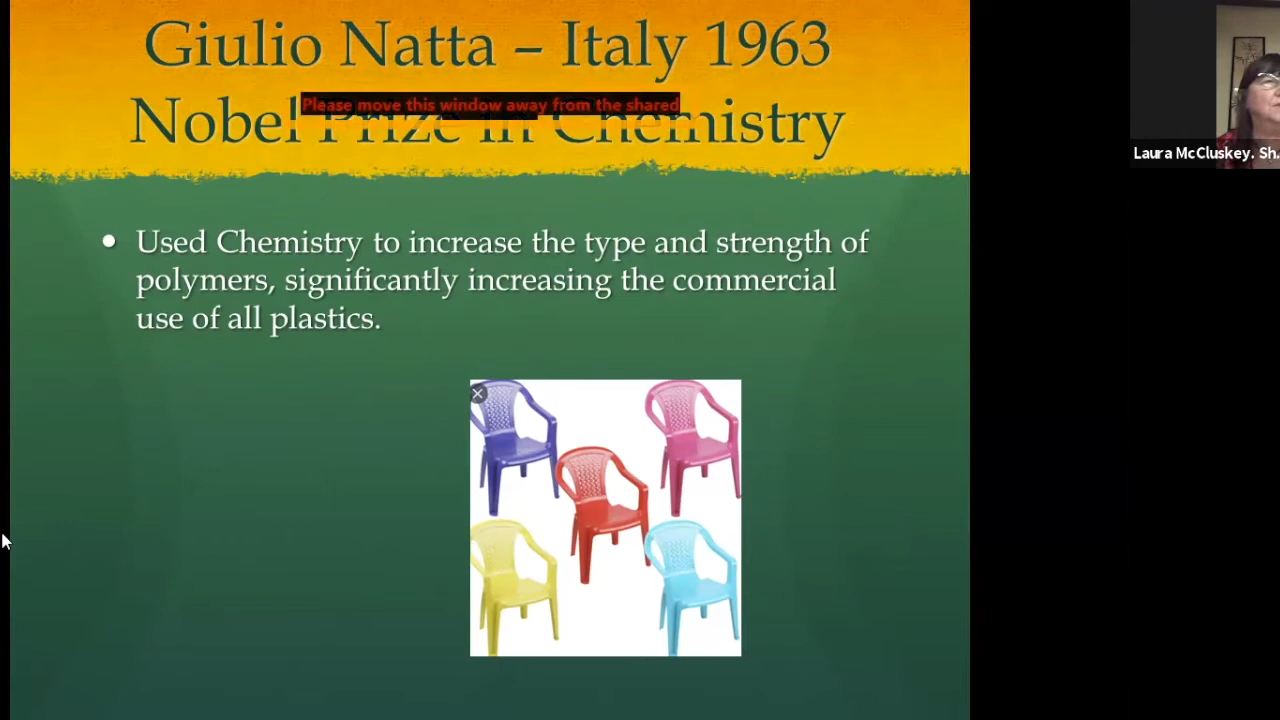 Giulio Natta – Italy 1963
Please move this window away from the shared
Nobel Prize in Chemistry
Laura McCluskey. Sh.
• Used Chemistry to increase the type and strength of
polymers, significantly increasing the commercial
use of all plastics.